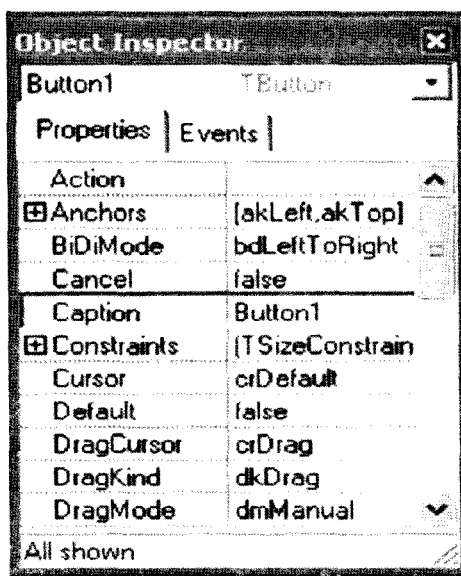 Object Inspector
Button1 TButton
Properties Events
Action
Anchors [akLeft,akTop]
BiDiMode bdLeftToRight
Cancel false
Caption Button1
Constraints (TSizeConstrain
Cursor crDefault
Default false
DragCursor crDrag
DragKind dkDrag
DragMode dmManual
All shown